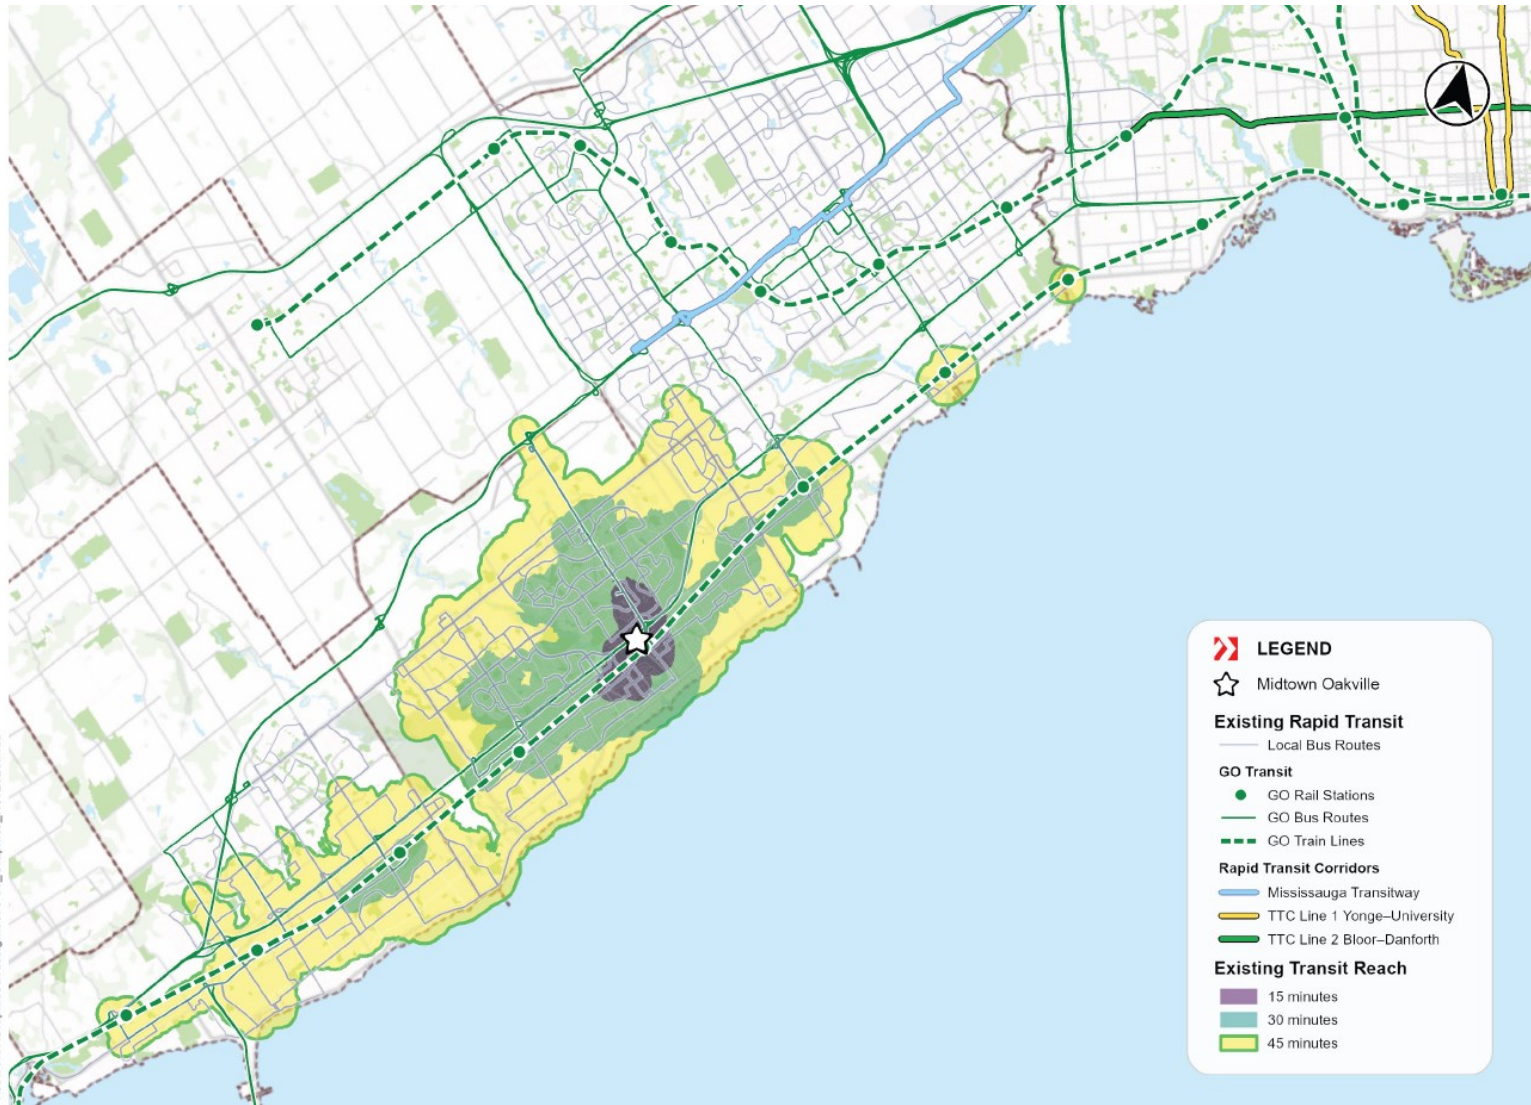 LEGEND
Midtown Oakville
Existing Rapid Transit
Local Bus Routes
GO Transit
GO Rail Stations
GO Bus Routes
GO Train Lines
Rapid Transit Corridors
Mississauga Transitway
TTC Line 1 Yonge–University
TTC Line 2 Bloor–Danforth
Existing Transit Reach
15 minutes
30 minutes
45 minutes